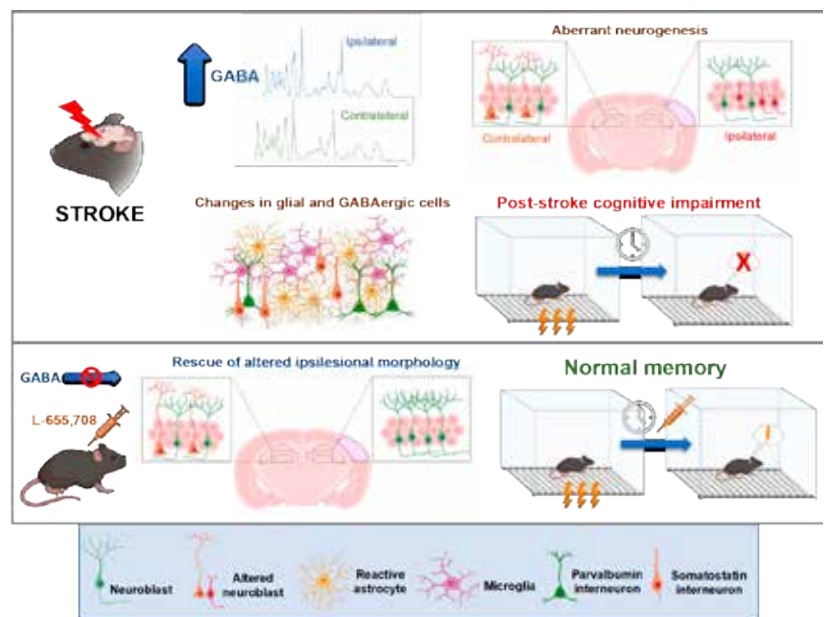 GABA
Ipsilateral
Contralateral
Aberrant neurogenesis
Contralateral
Ipsilateral
STROKE
Changes in glial and GABAergic cells
Post-stroke cognitive impairment
X
GABA
L-655,708
Rescue of altered ipsilesional morphology
Normal memory
!
Neuroblast
Altered
neuroblast
Reactive
astrocyte
Microglia
Parvalbumin
interneuron
Somatostatin
interneuron